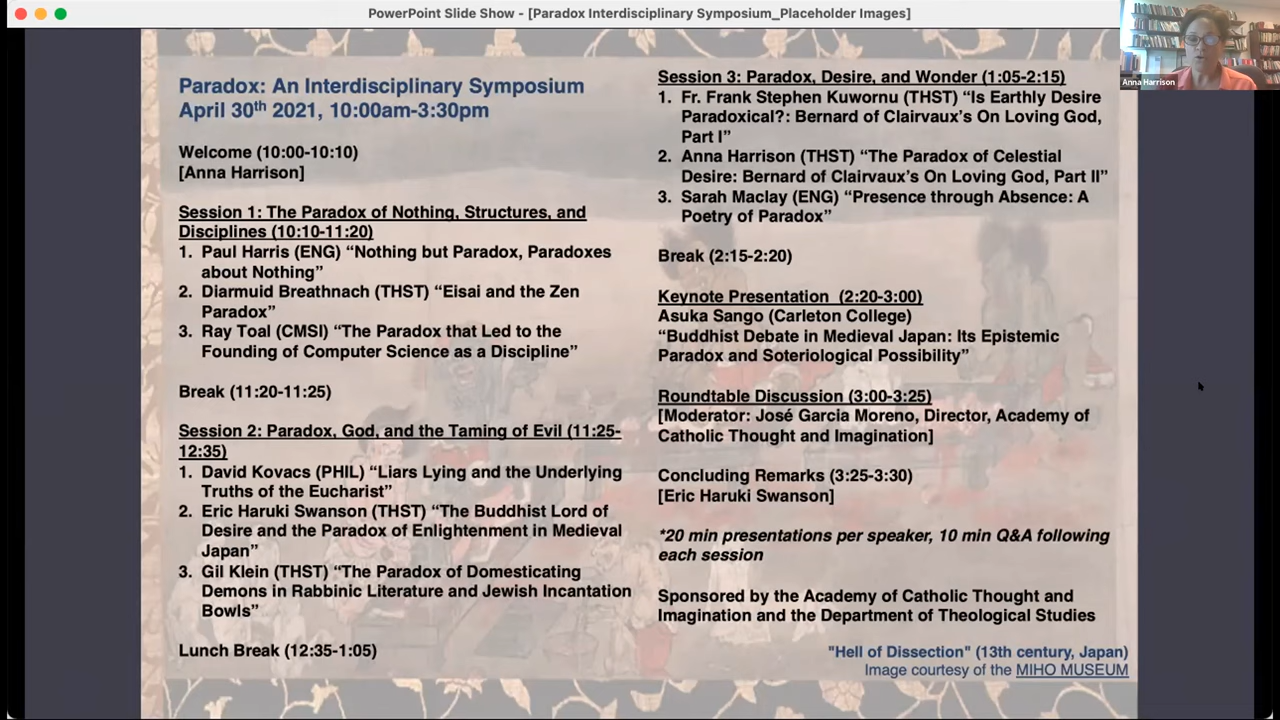 PowerPoint Slide Show - [Paradox Interdisciplinary Symposium_Placeholder Images]
Anna Harrison
Paradox: An Interdisciplinary Symposium
April 30th 2021, 10:00am-3:30pm
Welcome (10:00-10:10)
[Anna Harrison]
Session 1: The Paradox of Nothing, Structures, and
Disciplines (10:10-11:20)
1. Paul Harris (ENG) “Nothing but Paradox, Paradoxes
about Nothing”
2. Diarmuid Breathnach (THST) “Eisai and the Zen
Paradox”
3. Ray Toal (CMSI) “The Paradox that Led to the
Founding of Computer Science as a Discipline”
Break (11:20-11:25)
Session 2: Paradox, God, and the Taming of Evil (11:25-
12:35)
1. David Kovacs (PHIL) “Liars Lying and the Underlying
Truths of the Eucharist”
2. Eric Haruki Swanson (THST) “The Buddhist Lord of
Desire and the Paradox of Enlightenment in Medieval
Japan”
3. Gil Klein (THST) “The Paradox of Domesticating
Demons in Rabbinic Literature and Jewish Incantation
Bowls”
Lunch Break (12:35-1:05)
Session 3: Paradox, Desire, and Wonder (1:05-2:15)
1. Fr. Frank Stephen Kuwornu (THST) “Is Earthly Desire
Paradoxical?: Bernard of Clairvaux’s On Loving God,
Part I”
2. Anna Harrison (THST) “The Paradox of Celestial
Desire: Bernard of Clairvaux’s On Loving God, Part II”
3. Sarah Maclay (ENG) “Presence through Absence: A
Poetry of Paradox”
Break (2:15-2:20)
Keynote Presentation (2:20-3:00)
Asuka Sango (Carleton College)
“Buddhist Debate in Medieval Japan: Its Epistemic
Paradox and Soteriological Possibility”
Roundtable Discussion (3:00-3:25)
[Moderator: José Garcia Moreno, Director, Academy of
Catholic Thought and Imagination]
Concluding Remarks (3:25-3:30)
[Eric Haruki Swanson]
*20 min presentations per speaker, 10 min Q&A following
each session
Sponsored by the Academy of Catholic Thought and
Imagination and the Department of Theological Studies
"Hell of Dissection" (13th century, Japan)
Image courtesy of the MIHO MUSEUM